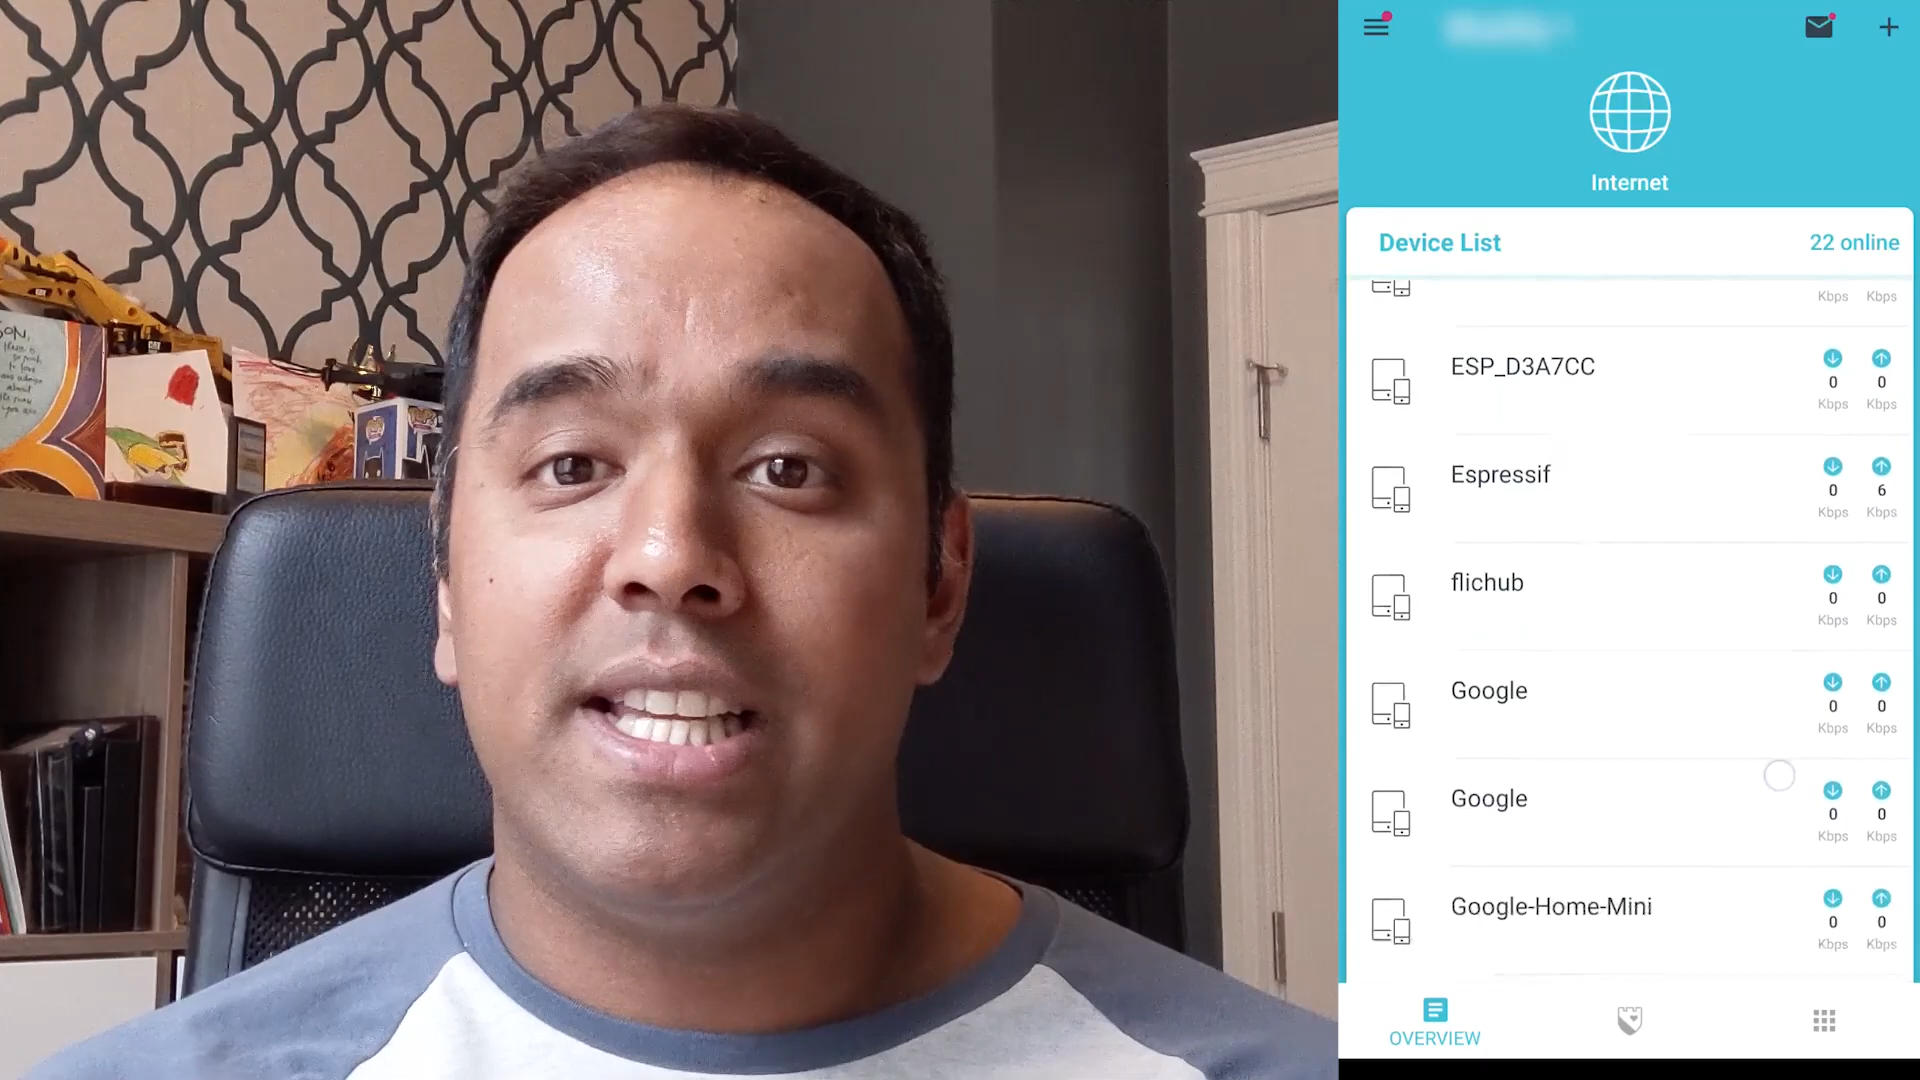 SON,
Internet
Device List
22 online
Kbps Kbps
ESP_D3A7CC
0 0
Kbps Kbps
Espressif
0 6
Kbps Kbps
flichub
0 0
Kbps Kbps
Google
0 0
Kbps Kbps
Google
0 0
Kbps Kbps
Google-Home-Mini
0 0
Kbps Kbps
OVERVIEW